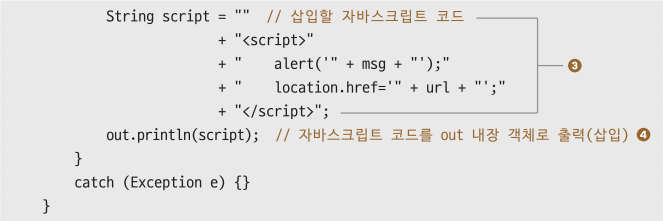 String script = ""  // 삽입할 자바스크립트 코드
+ "<script>"
+ "    alert('" + msg + "');"
+ "    location.href='" + url + "';"
+ "</script>";
❸
out.println(script);  // 자바스크립트 코드를 out 내장 객체로 출력(삽입) ❹
}
catch (Exception e) {}
}